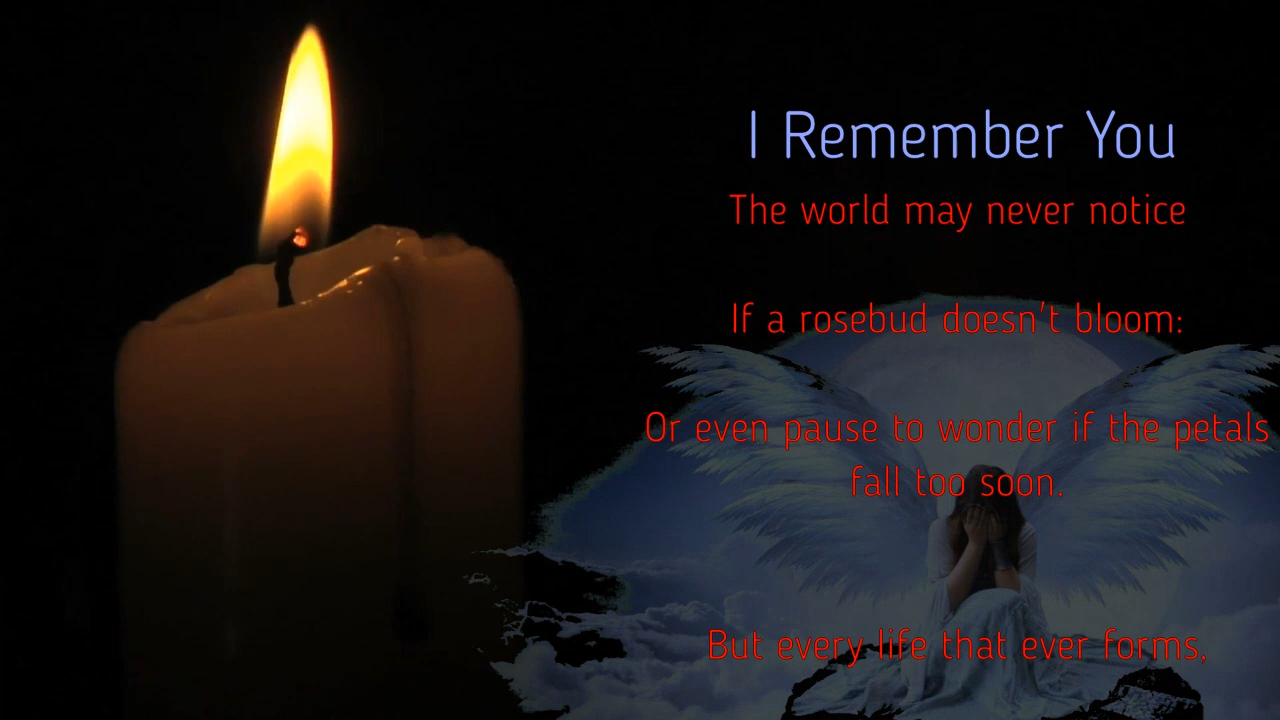 I Remember You
The world may never notice
If a rosebud doesn't bloom:
Or even pause to wonder if the petals
fall too soon.
But every life that ever forms,